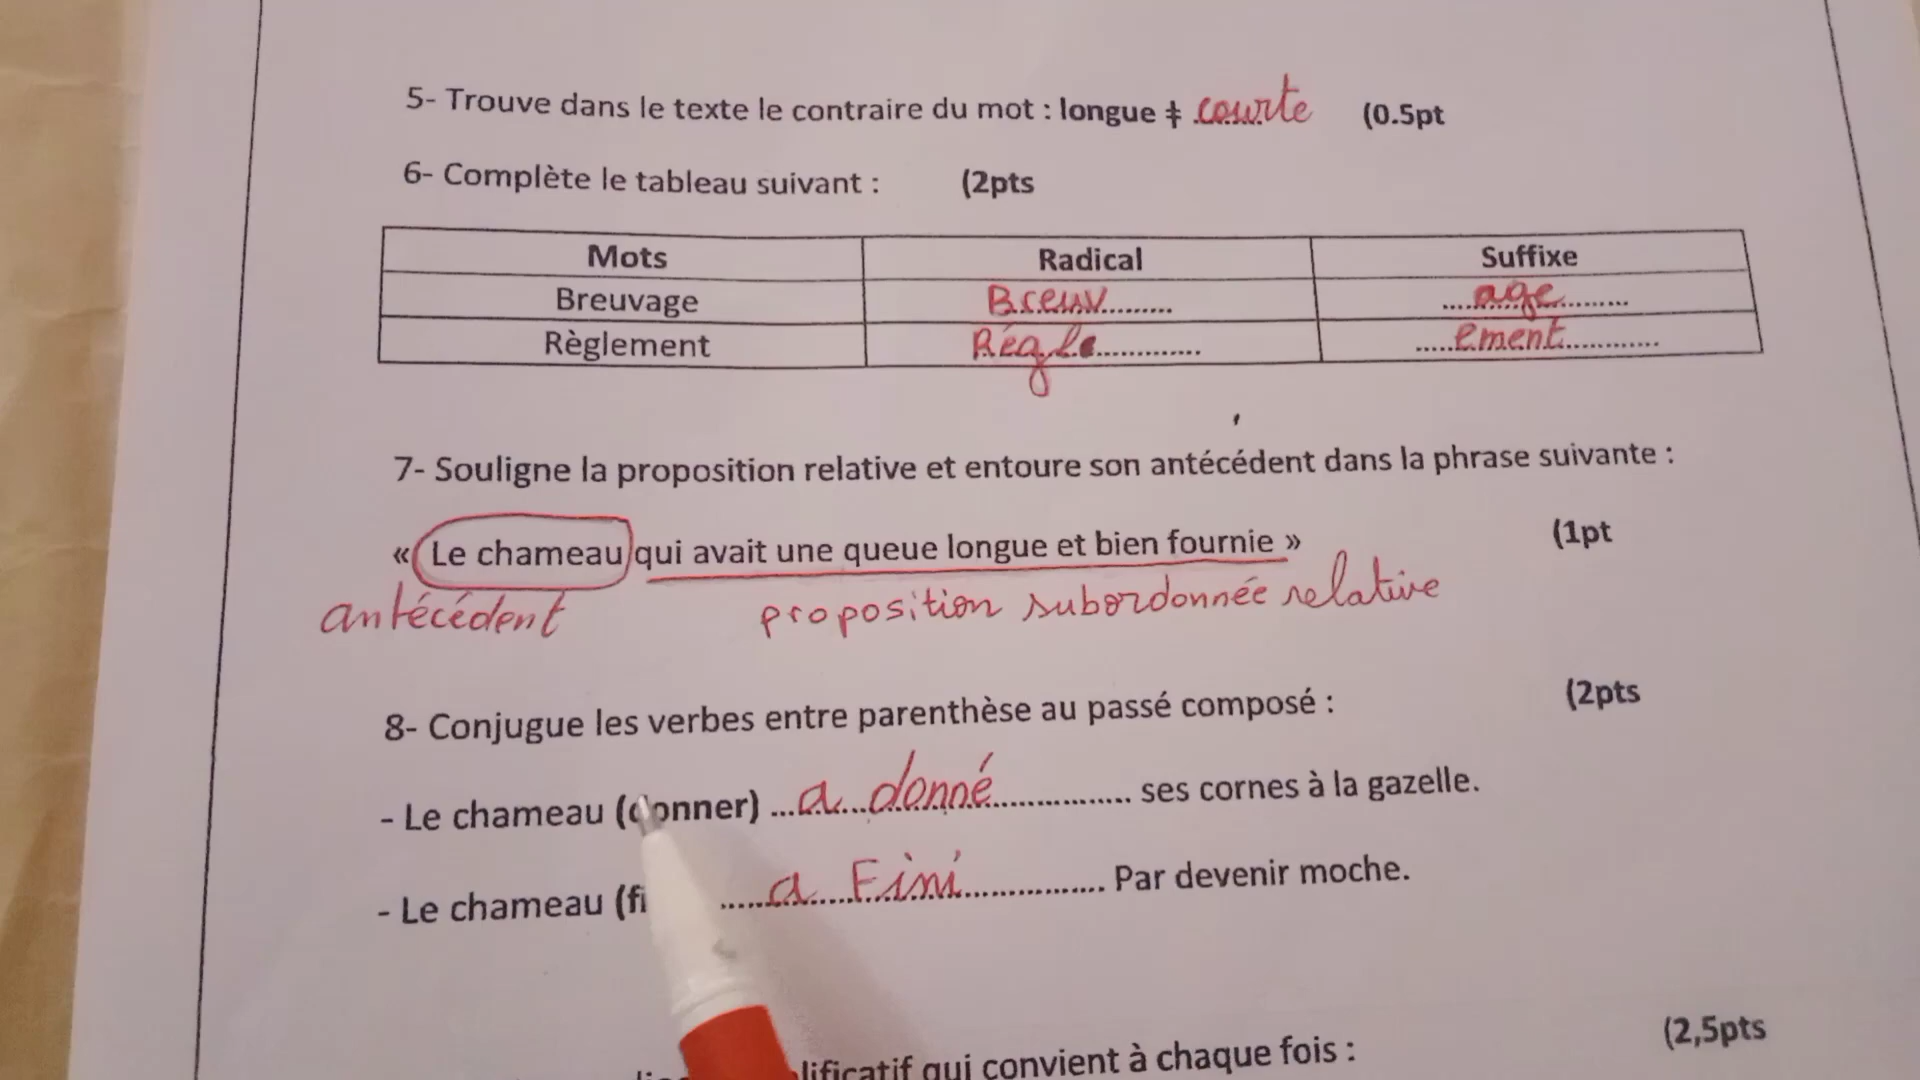 5- Trouve dans le texte le contraire du mot : longue ‡ courte (0.5pt
6- Complète le tableau suivant : (2pts
Mots Radical Suffixe
Breuvage Breuv......... ....age.........
Règlement Régle............. .....ement............
7- Souligne la proposition relative et entoure son antécédent dans la phrase suivante :
« Le chameau qui avait une queue longue et bien fournie » (1pt
antécédent proposition subordonnée relative
8- Conjugue les verbes entre parenthèse au passé composé : (2pts
- Le chameau (donner) ...a donné.............. ses cornes à la gazelle.
- Le chameau (fi ......a Fini............... Par devenir moche.
(2,5pts
lificatif qui convient à chaque fois :